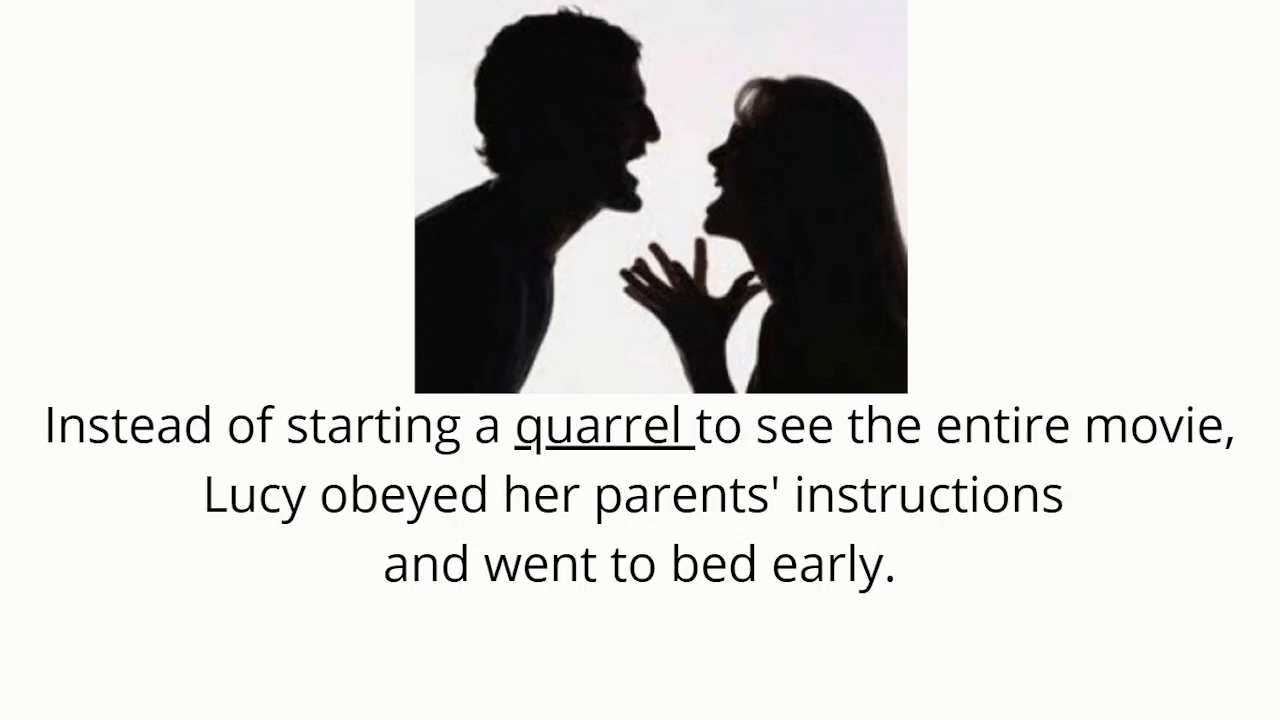 Instead of starting a quarrel to see the entire movie,
Lucy obeyed her parents' instructions
and went to bed early.